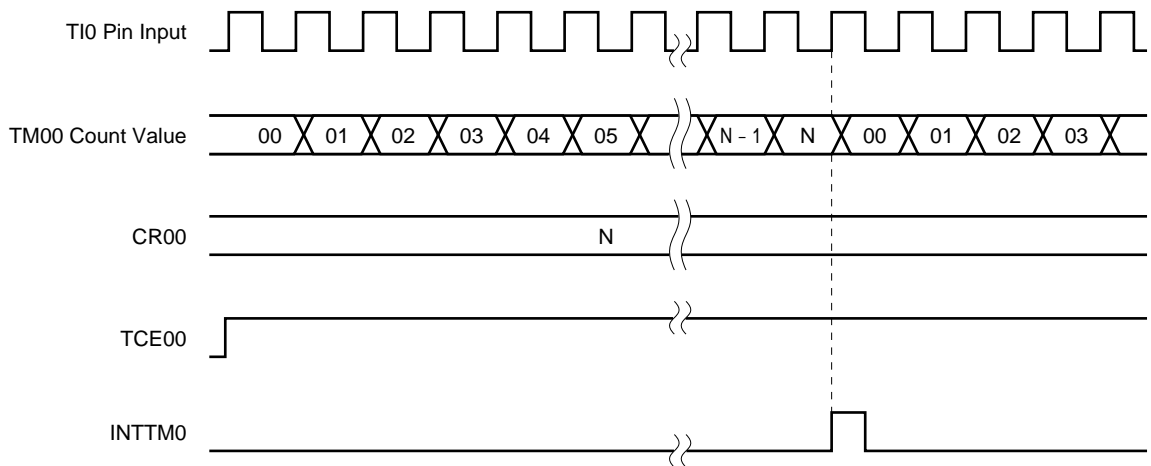 TI0 Pin Input
TM00 Count Value
00 01 02 03 04 05 N - 1 N 00 01 02 03
CR00
N
TCE00
INTTM0